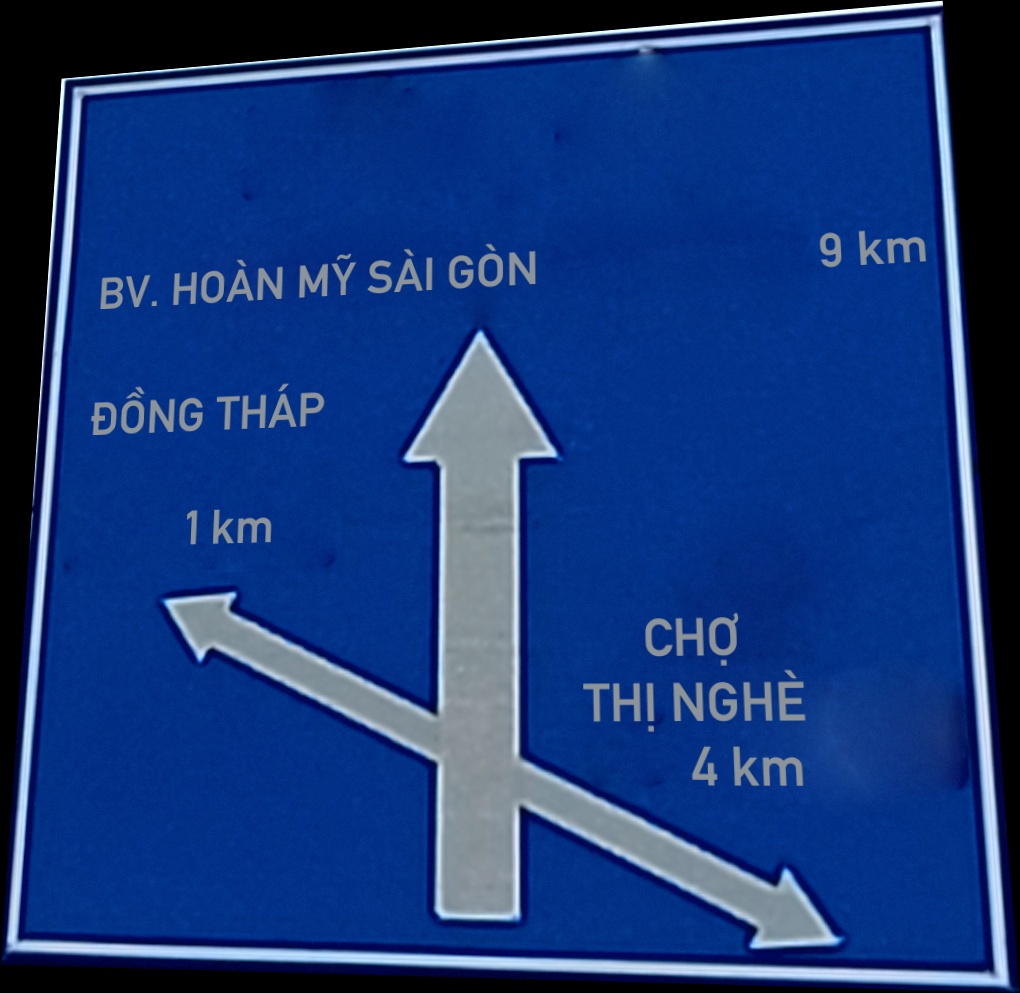 BV. HOÀN MỸ SÀI GÒN 9 km
ĐỒNG THÁP
1 km
CHỢ
THỊ NGHÈ
4 km